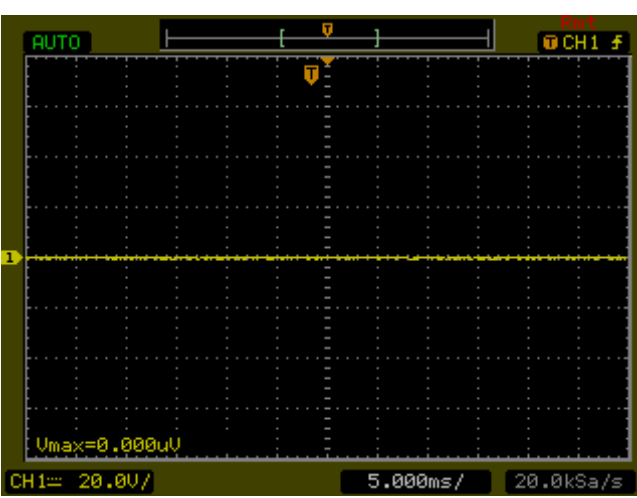 Rmt
AUTO
T
T CH1
T
1
Vmax=0.000uV
CH1 20.0V/ 5.000ms/ 20.0kSa/s